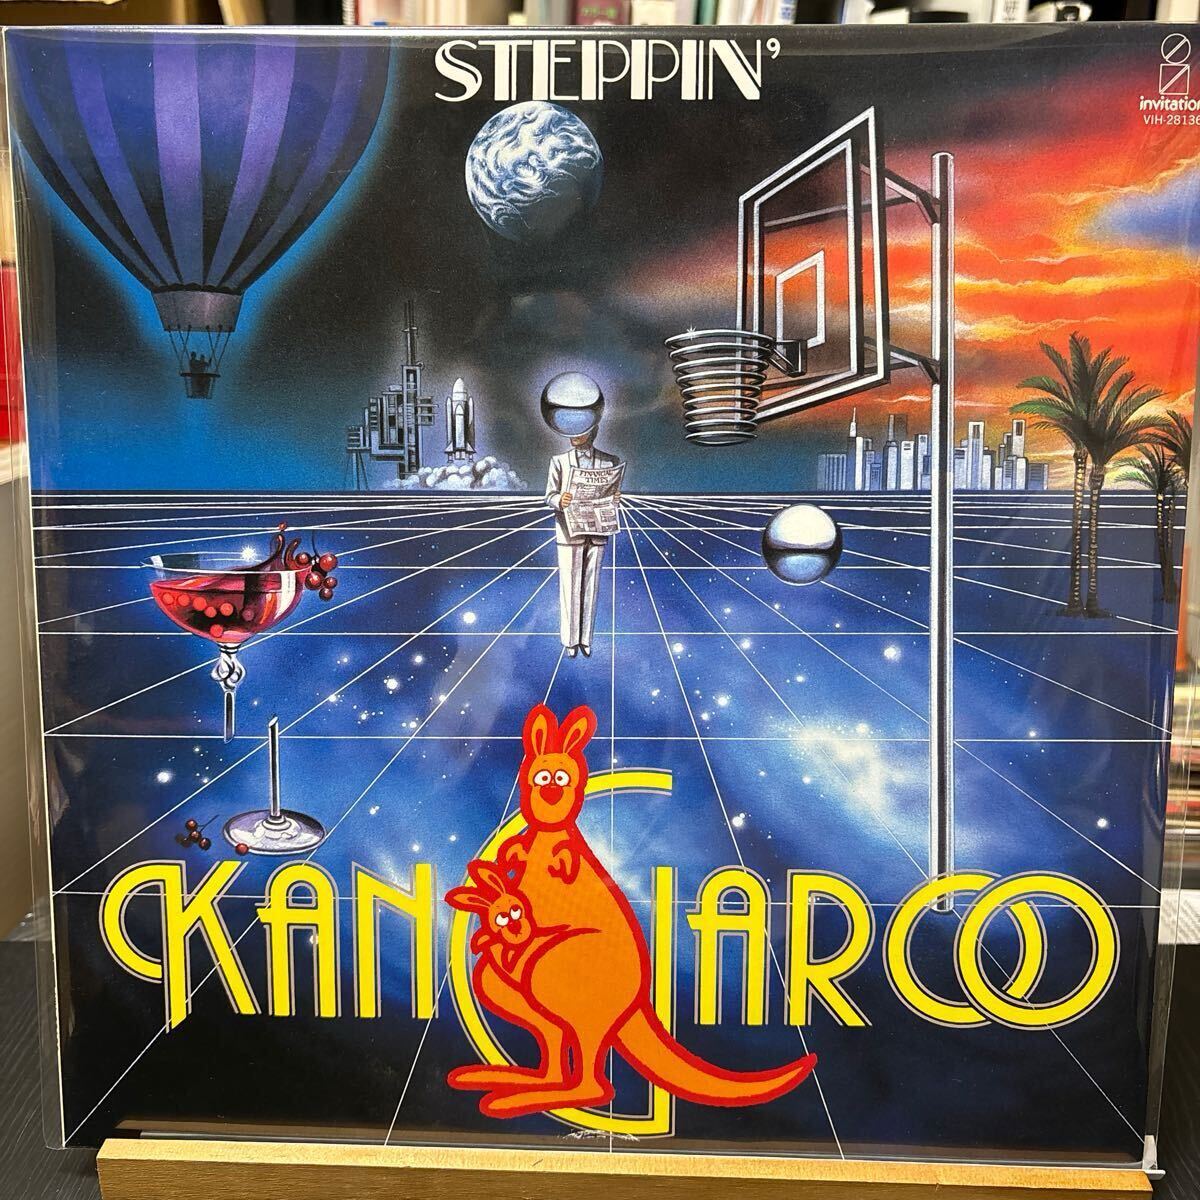 STEPPIN'
invitation
VIH-28136
FINANCIAL
TIMES
KANGAROO